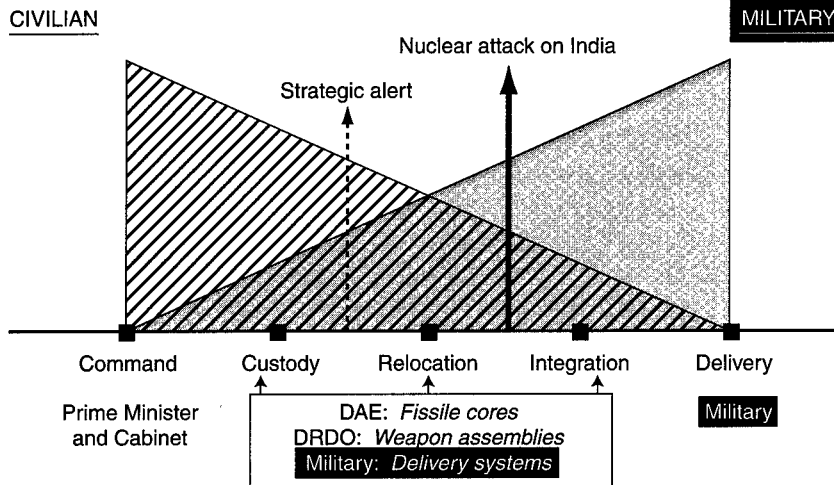 CIVILIAN
MILITARY
Nuclear attack on India
Strategic alert
Command
Custody
Relocation
Integration
Delivery
Prime Minister
and Cabinet
DAE: Fissile cores
DRDO: Weapon assemblies
Military: Delivery systems
Military